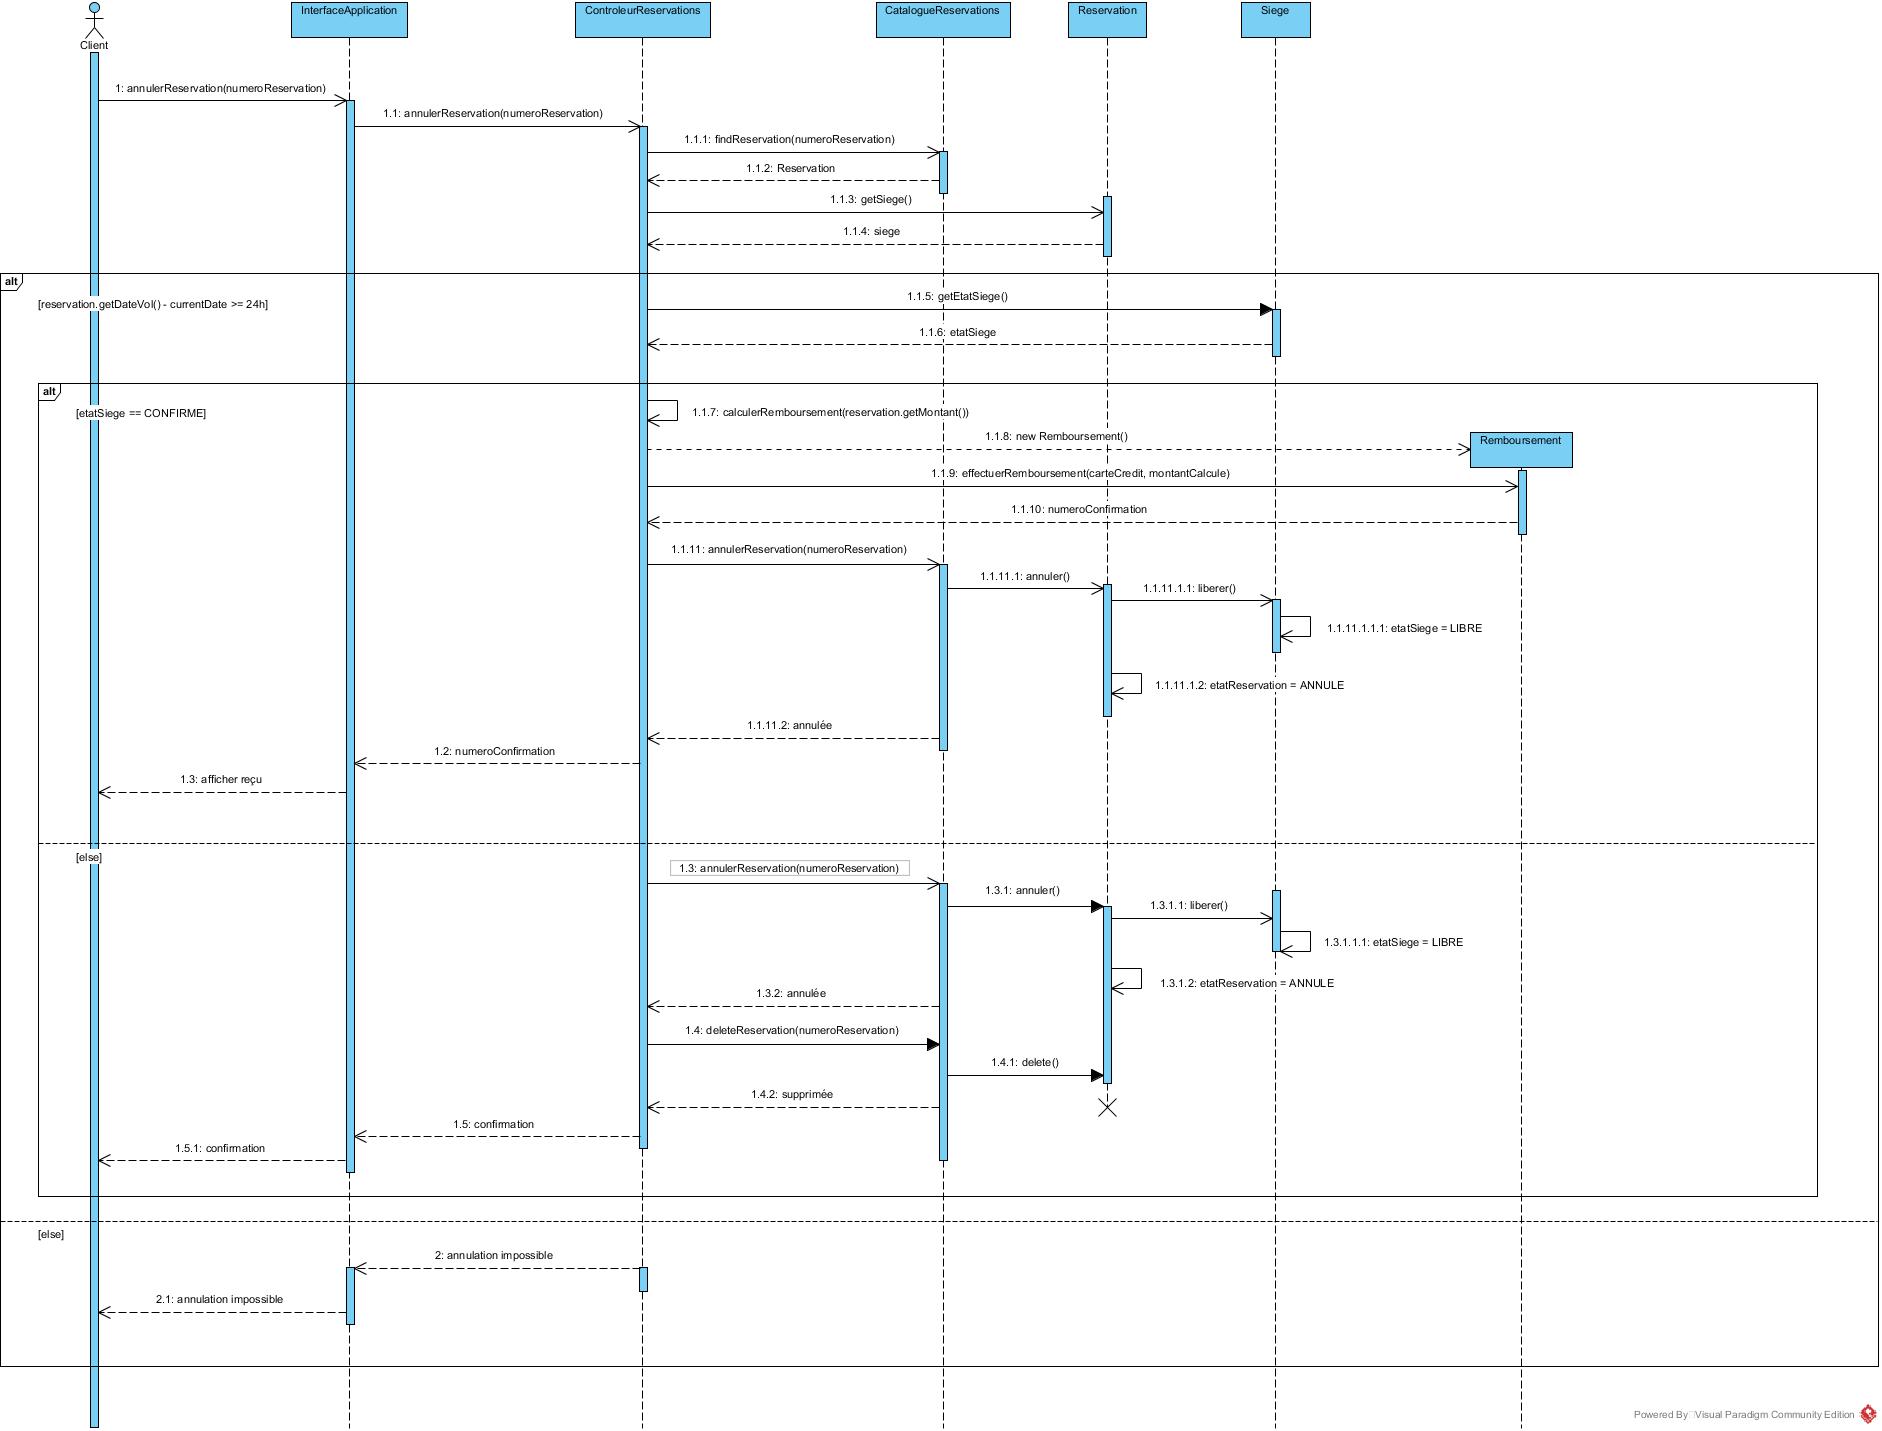 InterfaceApplication
ControleurReservations
CatalogueReservations
Reservation
Siege
Client
1: annulerReservation(numeroReservation)
1.1: annulerReservation(numeroReservation)
1.1.1: findReservation(numeroReservation)
1.1.2: Reservation
1.1.3: getSiege()
1.1.4: siege
alt
[reservation.getDateVol() - currentDate >= 24h]
1.1.5: getEtatSiege()
1.1.6: etatSiege
alt
[etatSiege == CONFIRME]
1.1.7: calculerRemboursement(reservation.getMontant())
1.1.8: new Remboursement()
Remboursement
1.1.9: effectuerRemboursement(carteCredit, montantCalcule)
1.1.10: numeroConfirmation
1.1.11: annulerReservation(numeroReservation)
1.1.11.1: annuler()
1.1.11.1.1: liberer()
1.1.11.1.1.1: etatSiege = LIBRE
1.1.11.1.2: etatReservation = ANNULE
1.1.11.2: annulée
1.2: numeroConfirmation
1.3: afficher reçu
[else]
1.3: annulerReservation(numeroReservation)
1.3.1: annuler()
1.3.1.1: liberer()
1.3.1.1.1: etatSiege = LIBRE
1.3.1.2: etatReservation = ANNULE
1.3.2: annulée
1.4: deleteReservation(numeroReservation)
1.4.1: delete()
1.4.2: supprimée
1.5: confirmation
1.5.1: confirmation
[else]
2: annulation impossible
2.1: annulation impossible
Powered By Visual Paradigm Community Edition